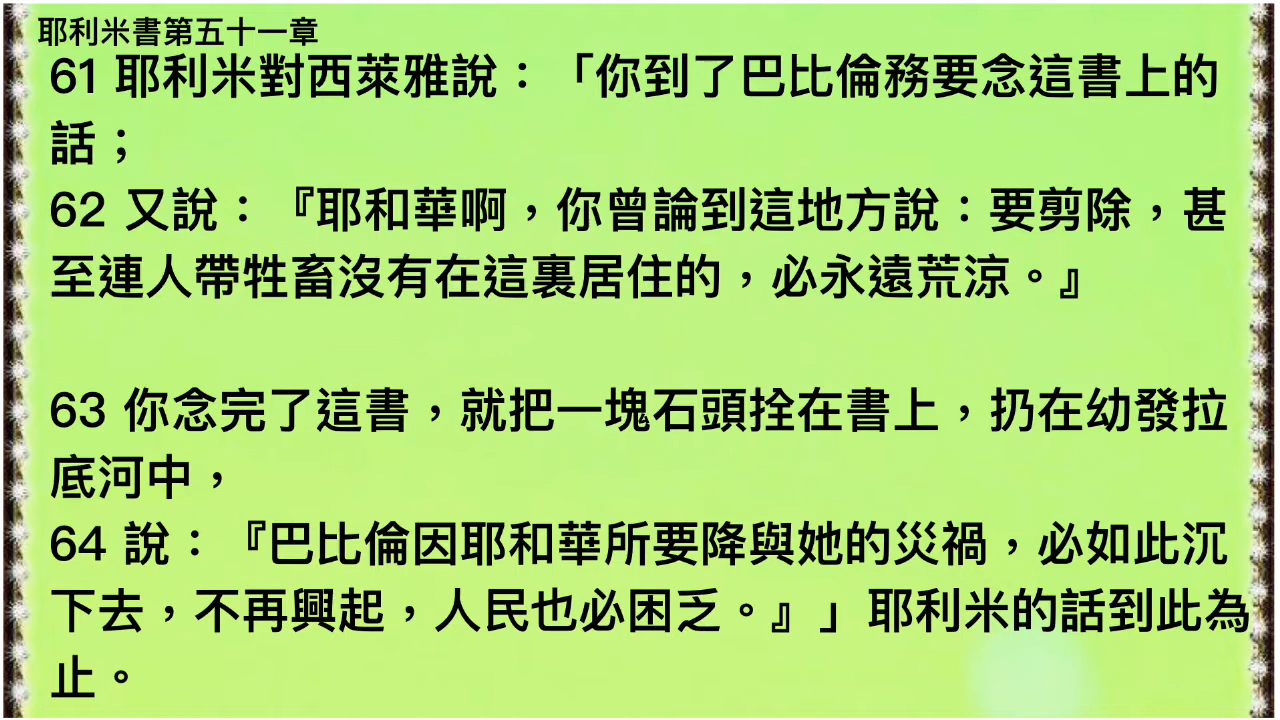 耶利米書第五十一章
61 耶利米對西萊雅說：「你到了巴比倫務要念這書上的
話；
62 又說：『耶和華啊，你曾論到這地方說：要剪除，甚
至連人帶牲畜沒有在這裏居住的，必永遠荒涼。』
63 你念完了這書，就把一塊石頭拴在書上，扔在幼發拉
底河中，
64 說：『巴比倫因耶和華所要降與她的災禍，必如此沉
下去，不再興起，人民也必困乏。』」耶利米的話到此為
止。